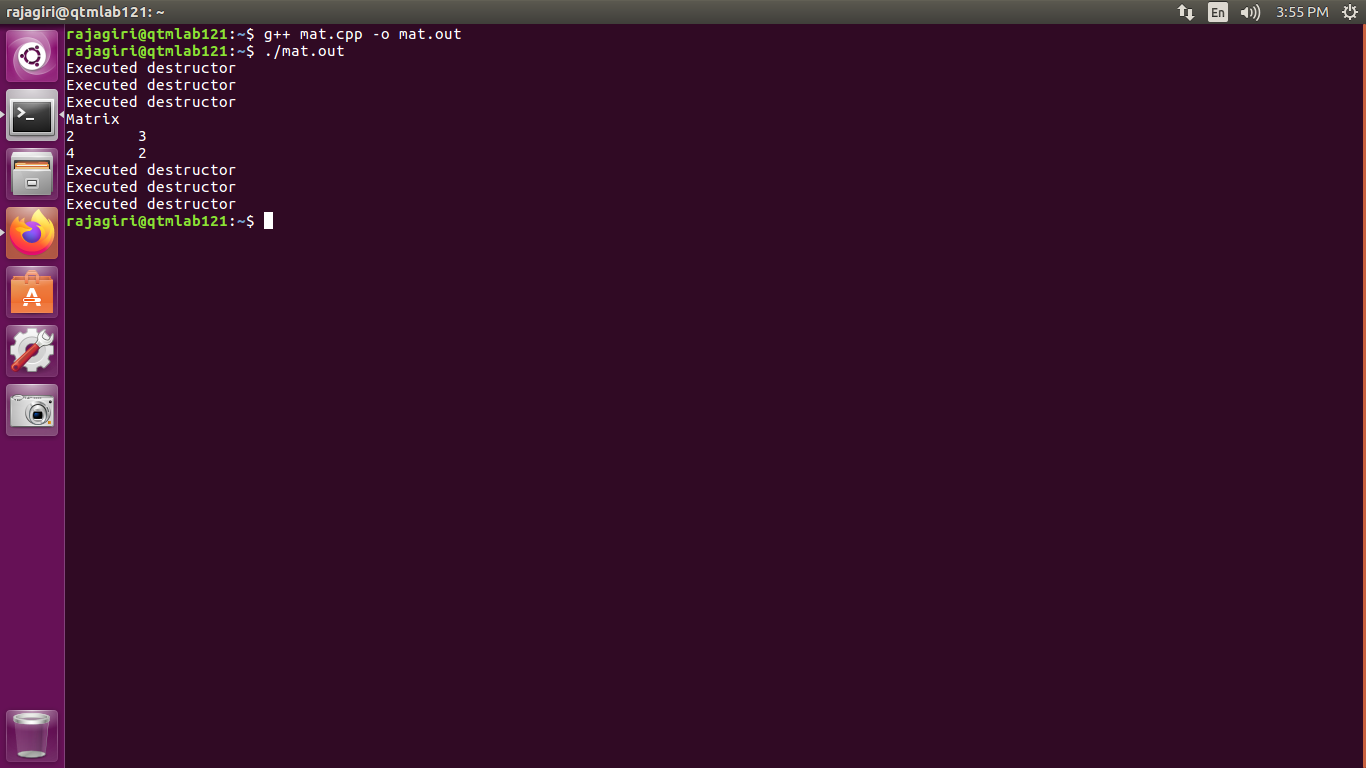 rajagiri@qtmlab121: ~
En
3:55 PM
rajagiri@qtmlab121:~$ g++ mat.cpp -o mat.out
rajagiri@qtmlab121:~$ ./mat.out
Executed destructor
Executed destructor
Executed destructor
Matrix
2 3
4 2
Executed destructor
Executed destructor
Executed destructor
rajagiri@qtmlab121:~$